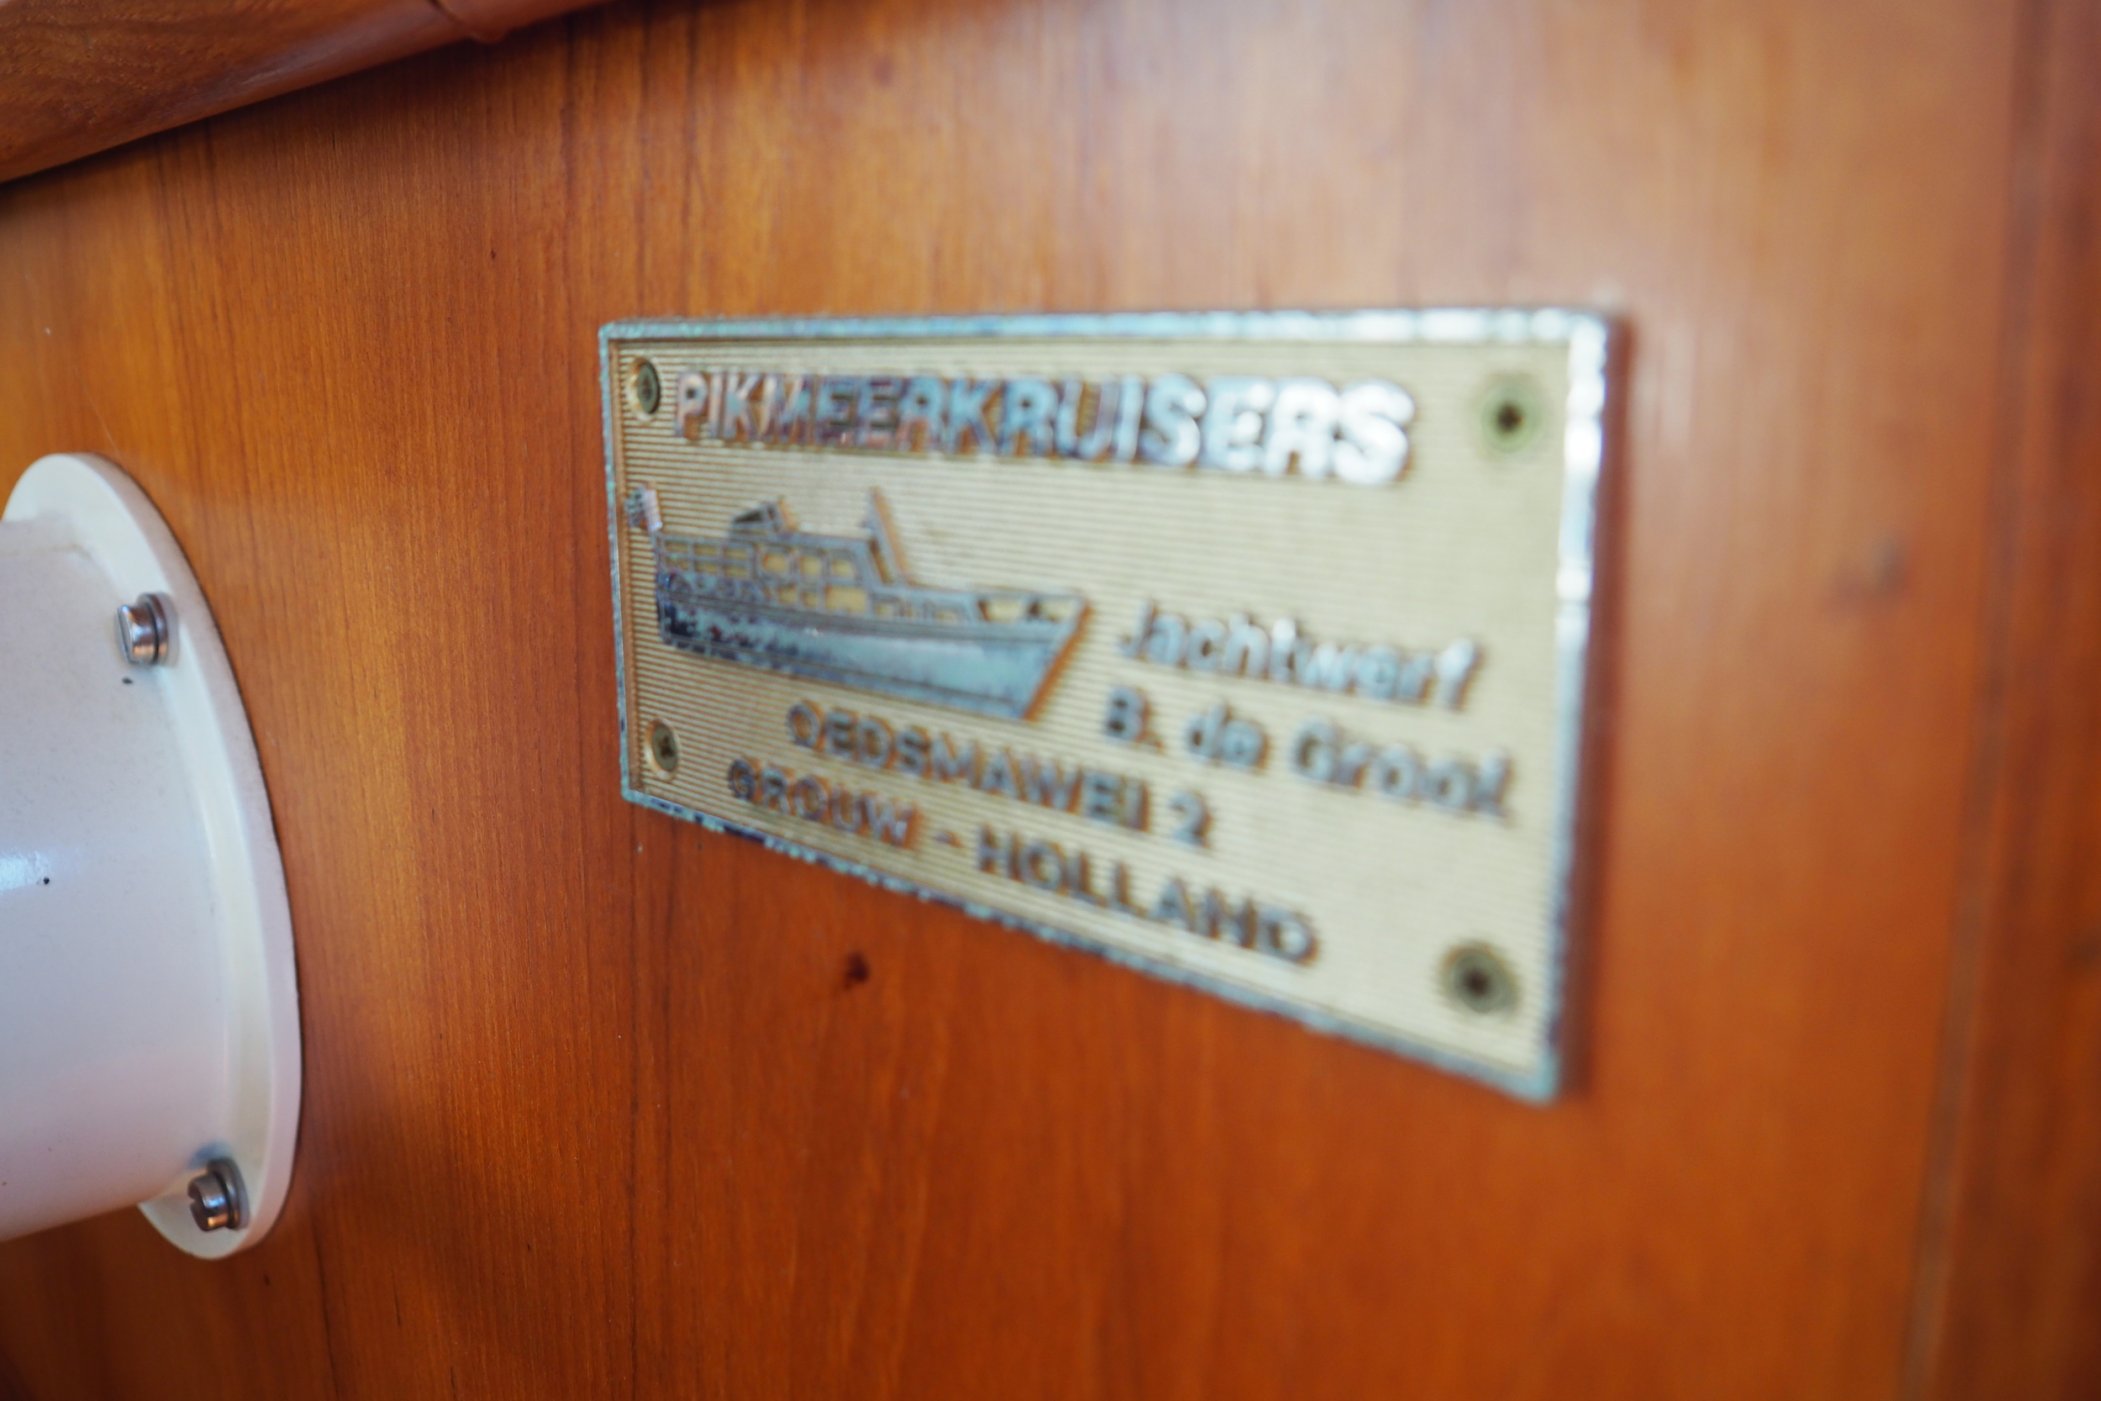 PIKMEERKRUISERS
Jachtwerf
B. de Groot
OEDSMAWEI 2
GROUW - HOLLAND